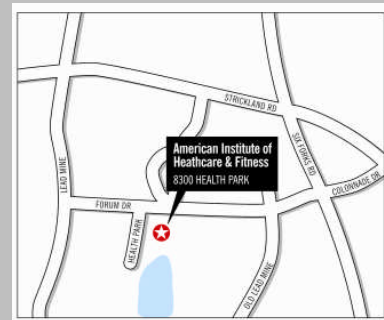 STRICKLAND RD
American Institute of
Heathcare & Fitness
8300 HEALTH PARK
SIX FORKS RD
COLONNADE DR
LEAD MINE
FORUM DR
HEALTH PARK
OLD LEAD MINE